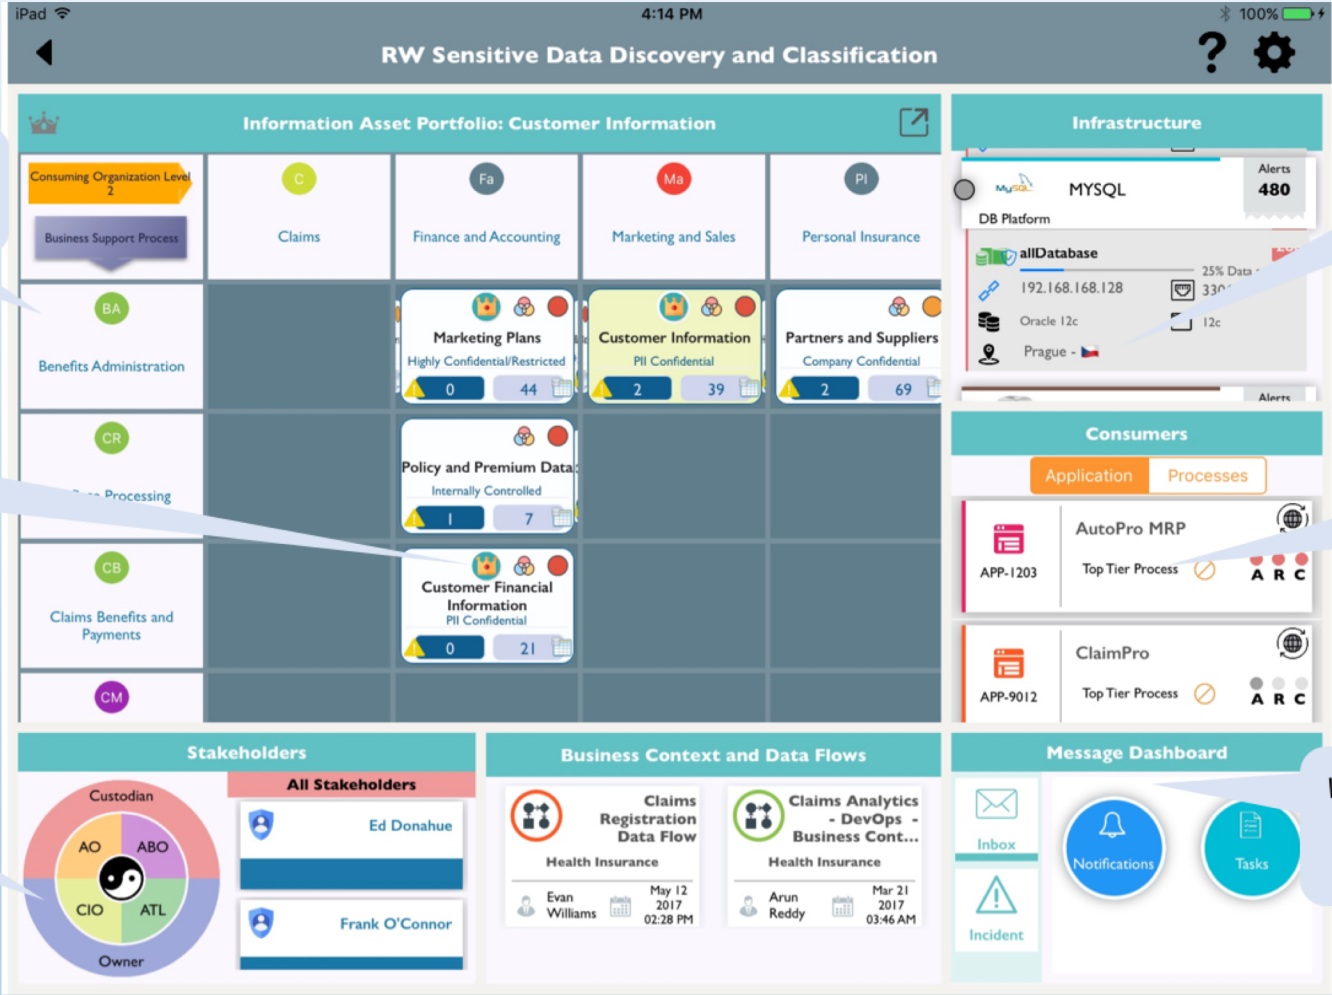 iPad
4:14 PM
100%
RW Sensitive Data Discovery and Classification
?
Information Asset Portfolio: Customer Information
Consuming Organization Level
2
Business Support Process
C
Claims
Fa
Finance and Accounting
Ma
Marketing and Sales
PI
Personal Insurance
BA
Benefits Administration
Marketing Plans
Highly Confidential/Restricted
0
44
Customer Information
PII Confidential
2
39
Partners and Suppliers
Company Confidential
2
69
CR
Processing
Policy and Premium Data
Internally Controlled
1
7
CB
Claims Benefits and
Payments
Customer Financial
Information
PII Confidential
0
21
CM
Infrastructure
MySQL
MYSQL
Alerts
480
DB Platform
allDatabase
25% Data
192.168.168.128
330
Oracle 12c
12c
Prague -
Alerts
Consumers
Application
Processes
AutoPro MRP
APP-1203
Top Tier Process
A R C
ClaimPro
APP-9012
Top Tier Process
A R C
Stakeholders
Custodian
AO
ABO
CIO
ATL
Owner
All Stakeholders
Ed Donahue
Frank O'Connor
Business Context and Data Flows
Claims
Registration
Data Flow
Health Insurance
Evan
Williams
May 12
2017
02:28 PM
Claims Analytics
- DevOps -
Business Cont...
Health Insurance
Arun
Reddy
Mar 21
2017
03:46 AM
Message Dashboard
Inbox
Incident
Notifications
Tasks